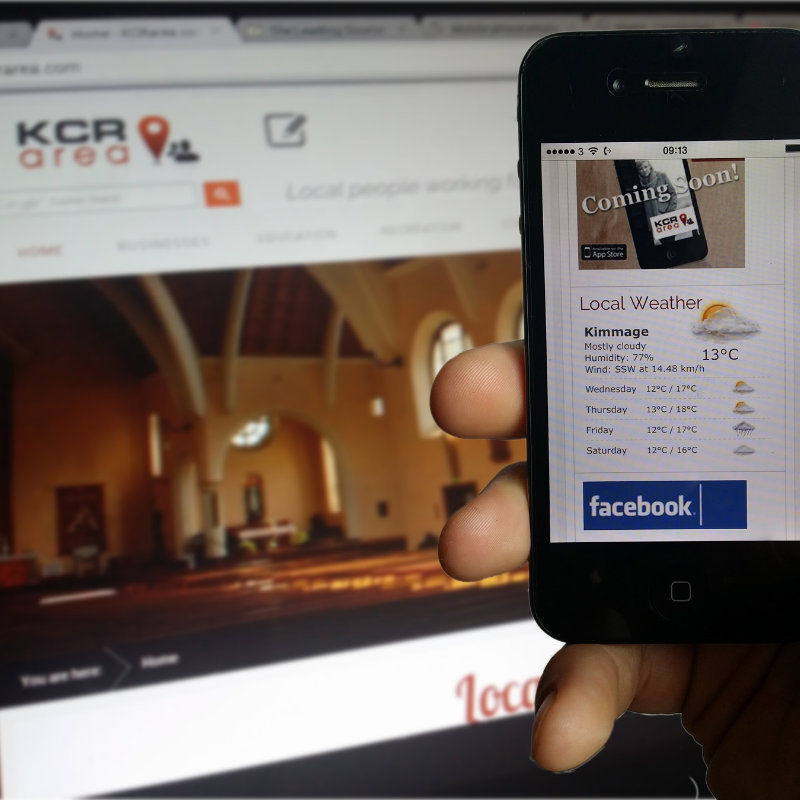 Home - KCRarea.co
The Leading Source
area.com
KCR
area
Local people working f
HOME
BUSINESSES
EDUCATION
You are here:
Home
Loca
3
09:13
Coming Soon!
KCR
area
Available on the
App Store
Local Weather
Kimmage
Mostly cloudy
Humidity: 77%
Wind: SSW at 14.48 km/h
13°C
Wednesday 12°C / 17°C
Thursday 13°C / 18°C
Friday 12°C / 17°C
Saturday 12°C / 16°C
facebook